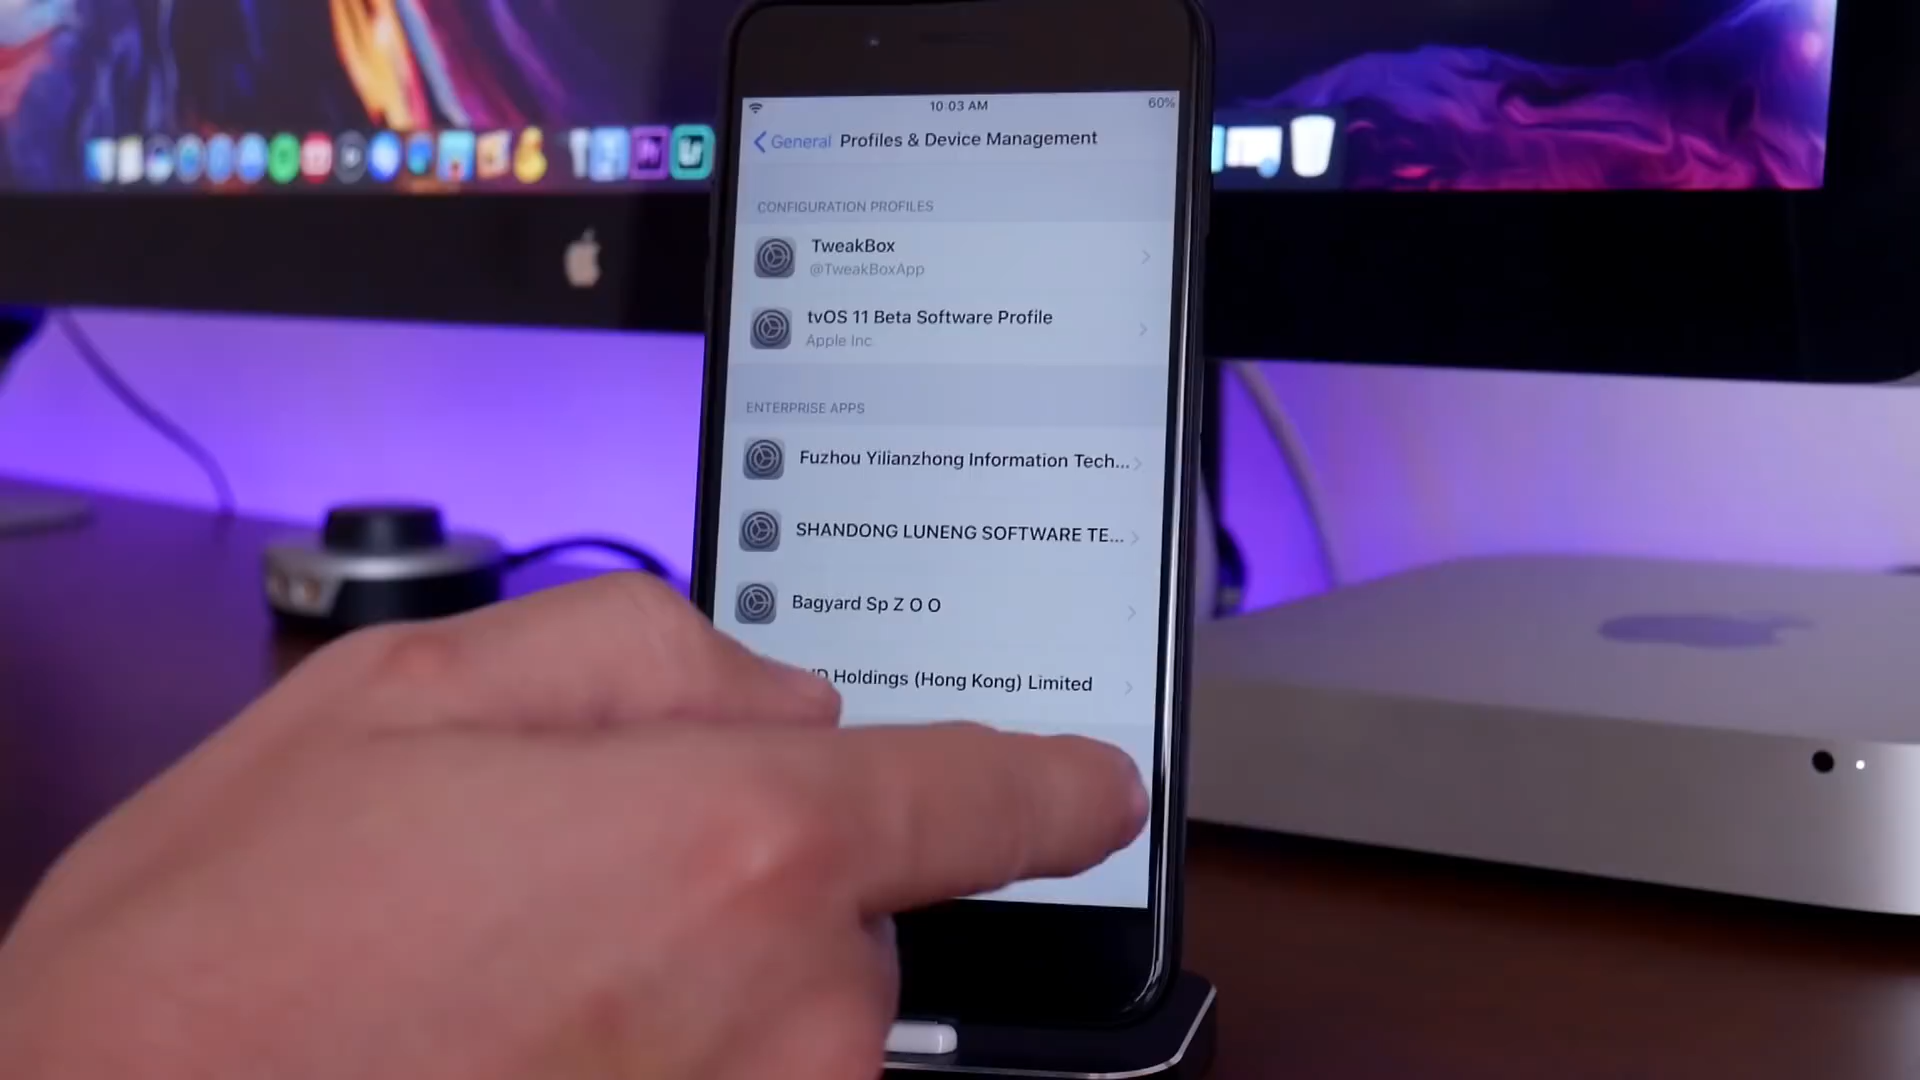 10:03 AM
60%
General
Profiles & Device Management
CONFIGURATION PROFILES
TweakBox
@TweakBoxApp
tvOS 11 Beta Software Profile
Apple Inc.
ENTERPRISE APPS
Fuzhou Yilianzhong Information Tech...
SHANDONG LUNENG SOFTWARE TE...
Bagyard Sp Z O O
Holdings (Hong Kong) Limited